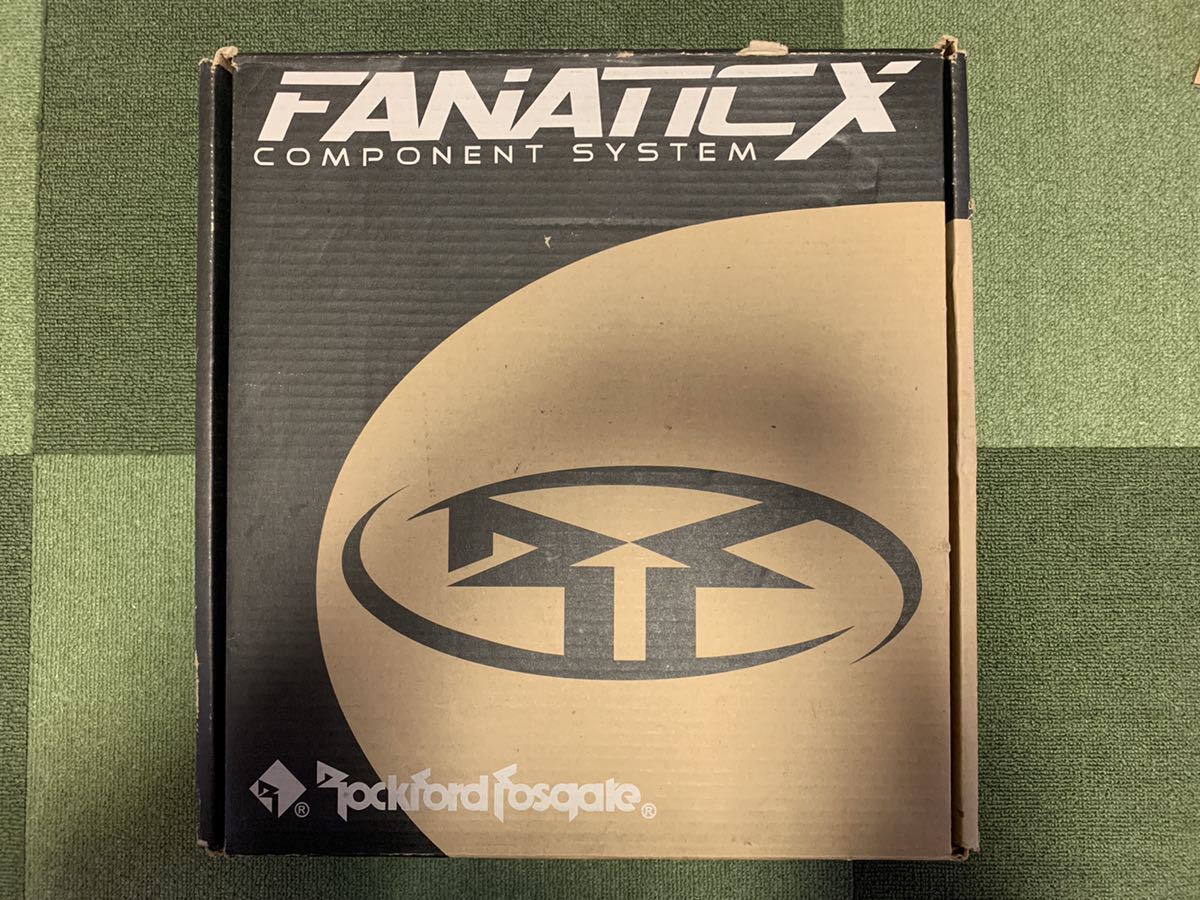 FANATIC X
COMPONENT SYSTEM
® Rockford Fosgate®